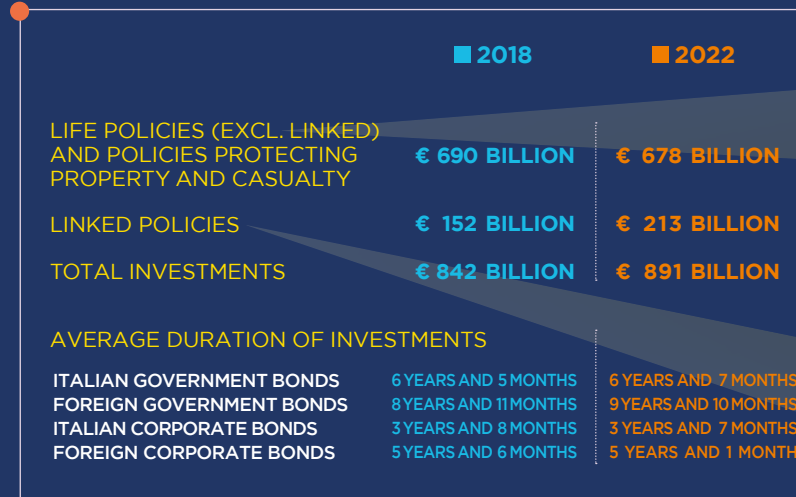 2018 2022
LIFE POLICIES (EXCL. LINKED)
AND POLICIES PROTECTING € 690 BILLION € 678 BILLION
PROPERTY AND CASUALTY
LINKED POLICIES € 152 BILLION € 213 BILLION
TOTAL INVESTMENTS € 842 BILLION € 891 BILLION
AVERAGE DURATION OF INVESTMENTS
ITALIAN GOVERNMENT BONDS 6 YEARS AND 5 MONTHS 6 YEARS AND 7 MONTHS
FOREIGN GOVERNMENT BONDS 8 YEARS AND 11 MONTHS 9 YEARS AND 10 MONTHS
ITALIAN CORPORATE BONDS 3 YEARS AND 8 MONTHS 3 YEARS AND 7 MONTHS
FOREIGN CORPORATE BONDS 5 YEARS AND 6 MONTHS 5 YEARS AND 1 MONTH